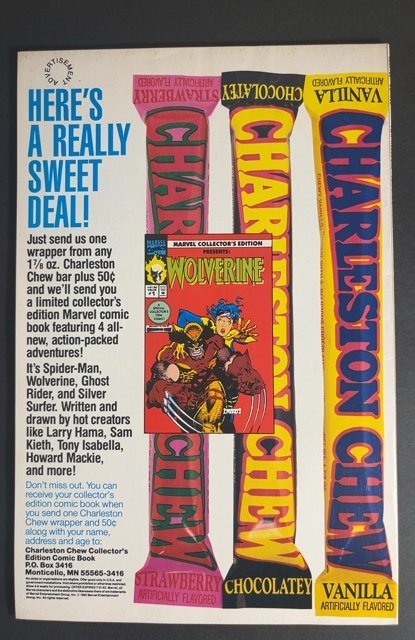 ADVERTISEMENT
HERE'S
A REALLY
SWEET
DEAL!
Just send us one
wrapper from any
1⅞ oz. Charleston
Chew bar plus 50¢
and we'll send you
a limited collector's
edition Marvel comic
book featuring 4 all-
new, action-packed
adventures!
It's Spider-Man,
Wolverine, Ghost
Rider, and Silver
Surfer. Written and
drawn by hot creators
like Larry Hama, Sam
Kieth, Tony Isabella,
Howard Mackie,
and more!
Don't miss out. You can
receive your collector's
edition comic book when
you send one Charleston
Chew wrapper and 50¢
along with your name,
address and age to:
Charleston Chew Collector's
Edition Comic Book
P.O. Box 3416
Monticello, MN 55565-3416
STRAWBERRY
ARTIFICIALLY FLAVORED
CHARLESTON CHEW
STRAWBERRY
ARTIFICIALLY FLAVORED
CHOCOLATEY
CHARLESTON CHEW
CHOCOLATEY
VANILLA
ARTIFICIALLY FLAVORED
CHARLESTON CHEW
VANILLA
ARTIFICIALLY FLAVORED
MARVEL COLLECTOR'S EDITION
PRESENTS:
WOLVERINE
#1